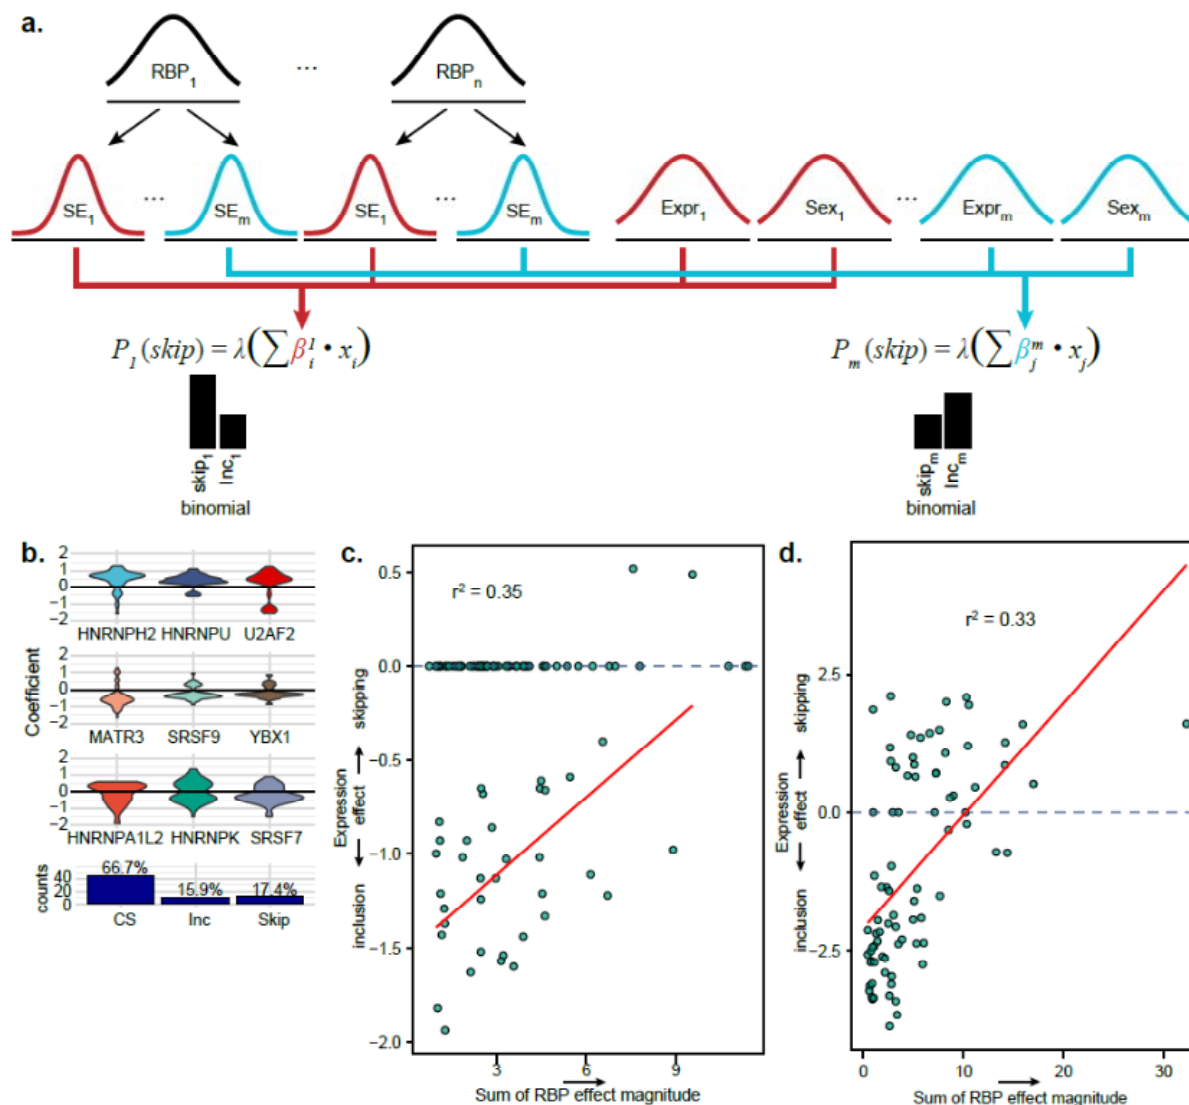 a.
RBP1 ... RBPn
SE1 ... SEm SE1 ... SEm Expr1 Sex1 ... Exprm Sexm
P1(skip) = λ(∑ βi^1 • xi) Pm(skip) = λ(∑ βj^m • xj)
skip1 Inc1 skipm Incm
binomial binomial
b.
Coefficient
2
1
0
−1
−2
HNRNPH2 HNRNPU U2AF2
2
1
0
−1
−2
MATR3 SRSF9 YBX1
2
1
0
−1
−2
HNRNPA1L2 HNRNPK SRSF7
counts
40
20
0
66.7% 15.9% 17.4%
CS Inc Skip
c.
r² = 0.35
inclusion Expression effect skipping
0.5
0.0
−0.5
−1.0
−1.5
−2.0
3 6 9
Sum of RBP effect magnitude
d.
r² = 0.33
inclusion Expression effect skipping
2.5
0.0
−2.5
0 10 20 30
Sum of RBP effect magnitude